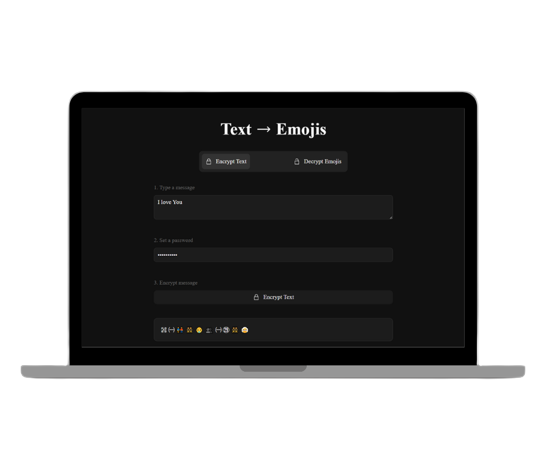 Text → Emojis
Encrypt Text
Decrypt Emojis
1. Type a message
I love You
2. Set a password
••••••••••
3. Encrypt message
Encrypt Text